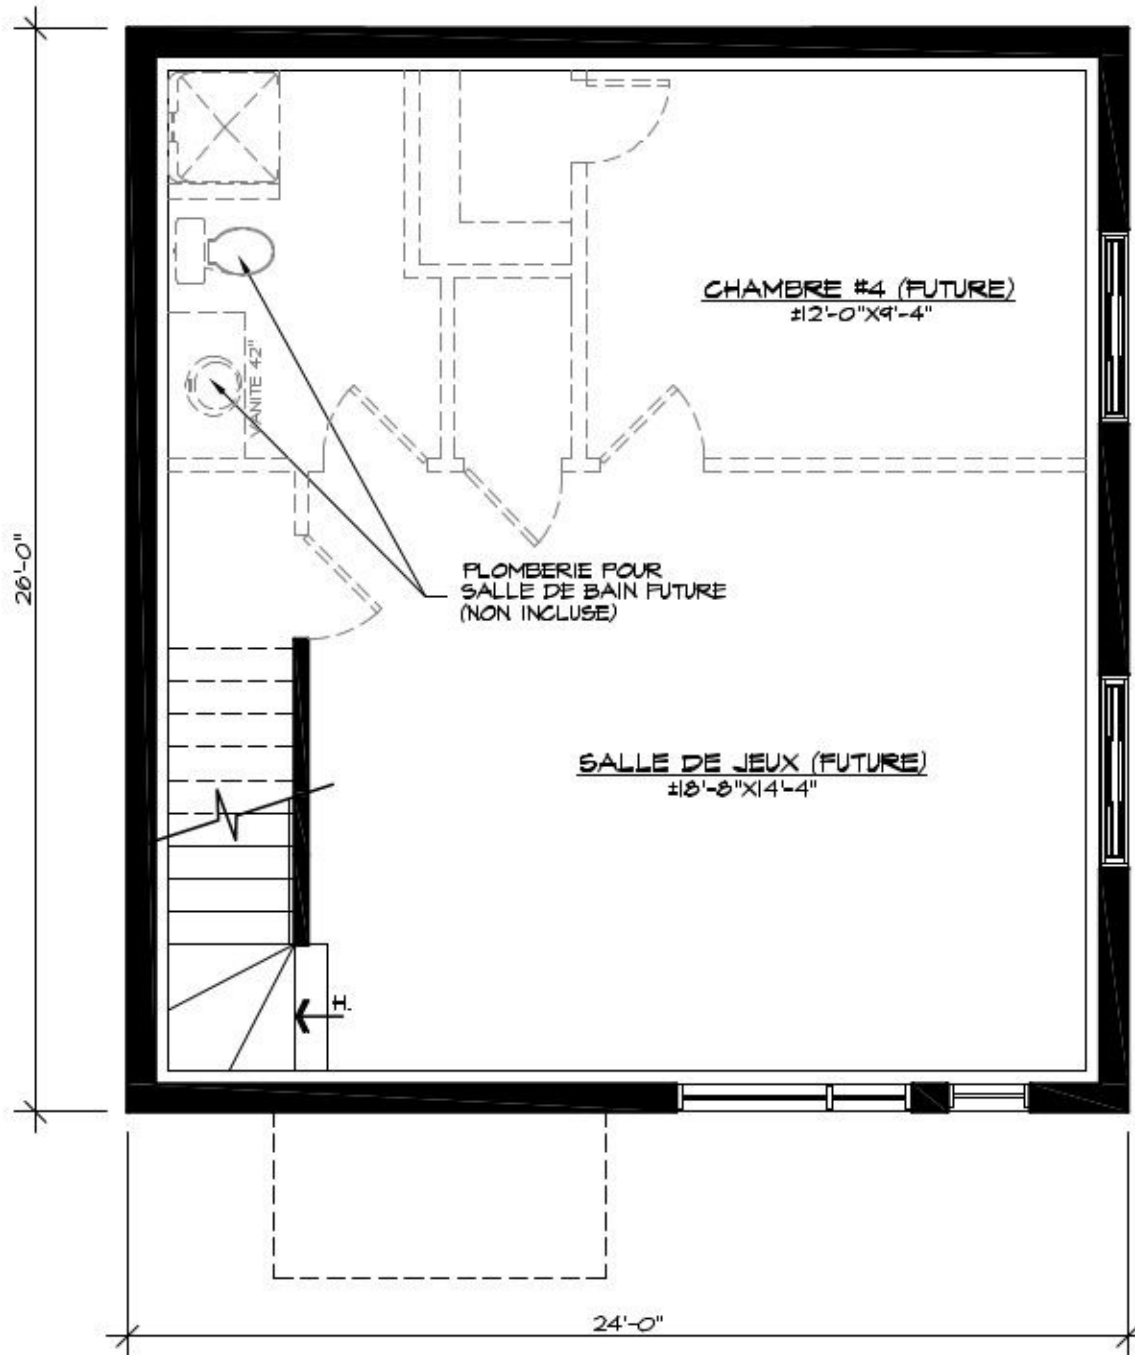 CHAMBRE #4 (FUTURE)
±12'-0"X9'-4"
VANITE 42"
26'-0"
PLOMBERIE POUR
SALLE DE BAIN FUTURE
(NON INCLUSE)
SALLE DE JEUX (FUTURE)
±18'-8"X14'-4"
H.
24'-0"